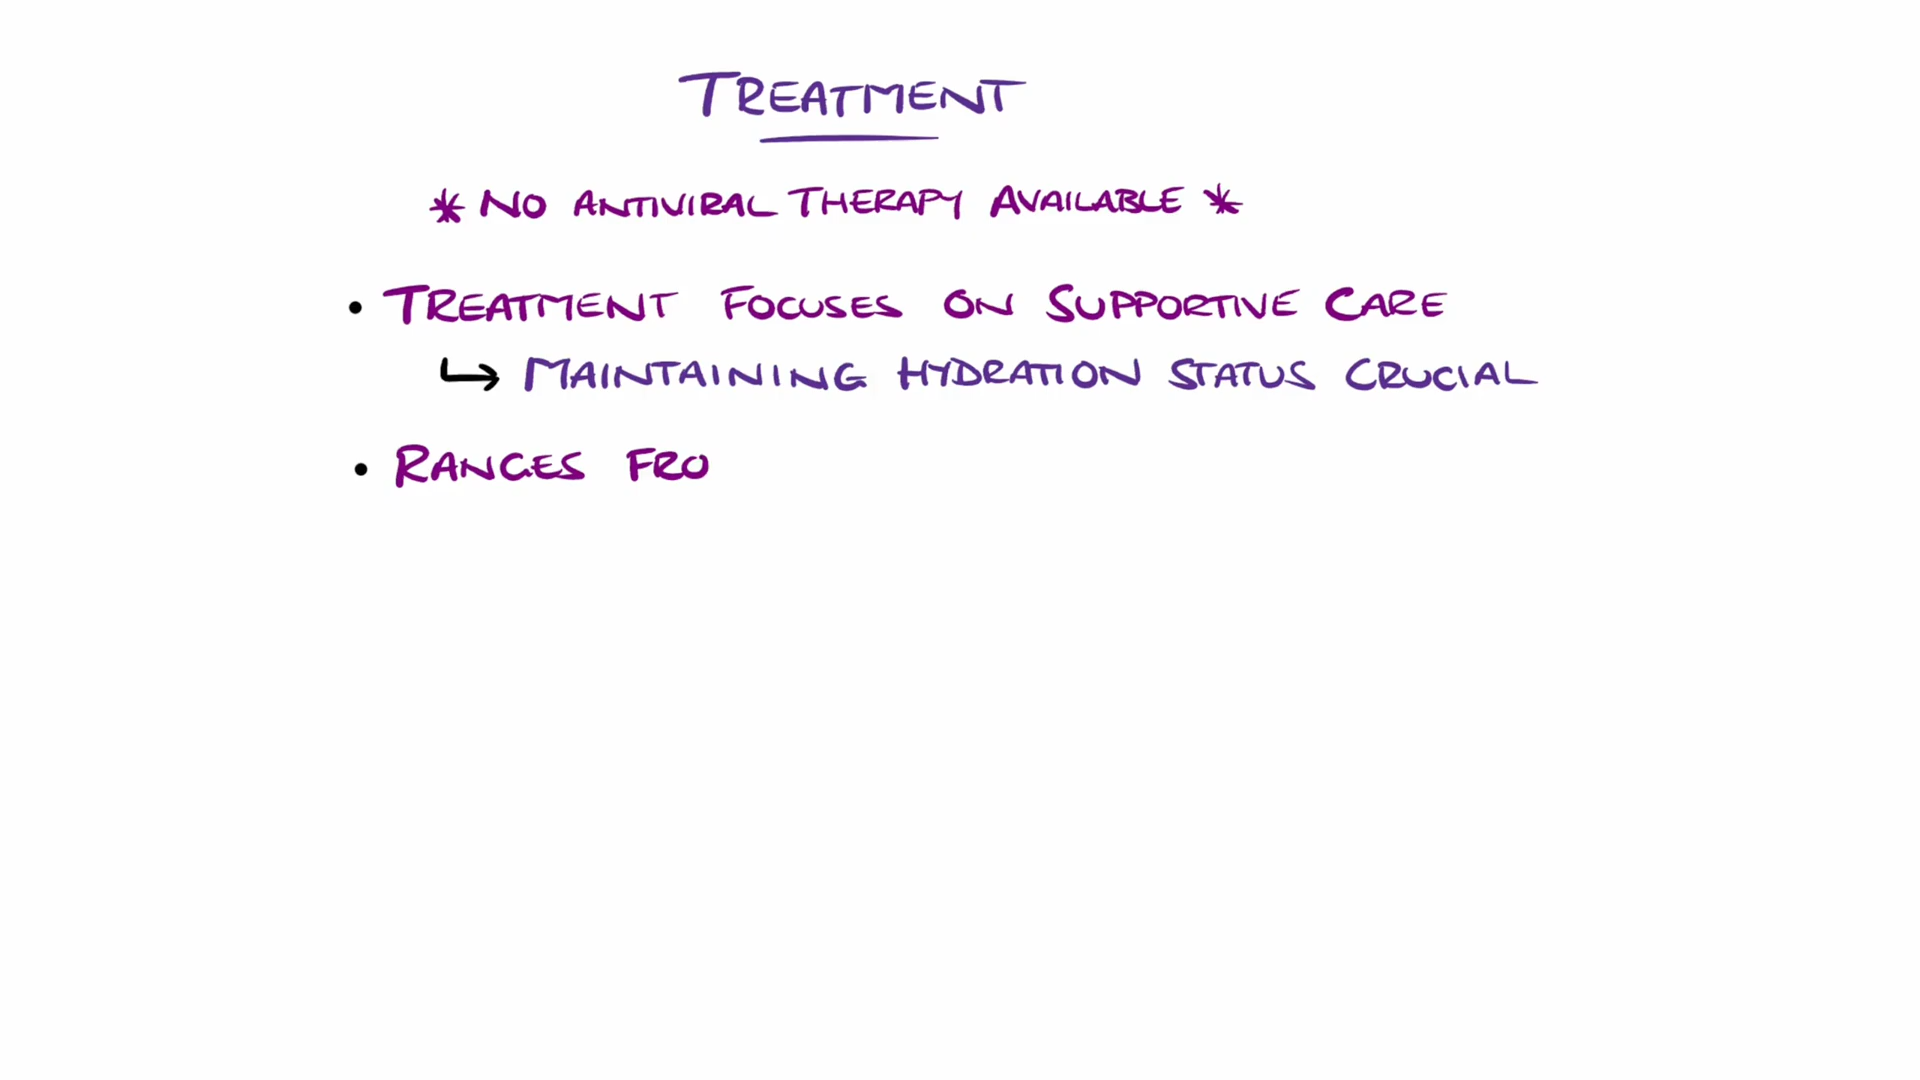 TREATMENT
* NO ANTIVIRAL THERAPY AVAILABLE *
• TREATMENT FOCUSES ON SUPPORTIVE CARE
↳ MAINTAINING HYDRATION STATUS CRUCIAL
• RANGES FRO